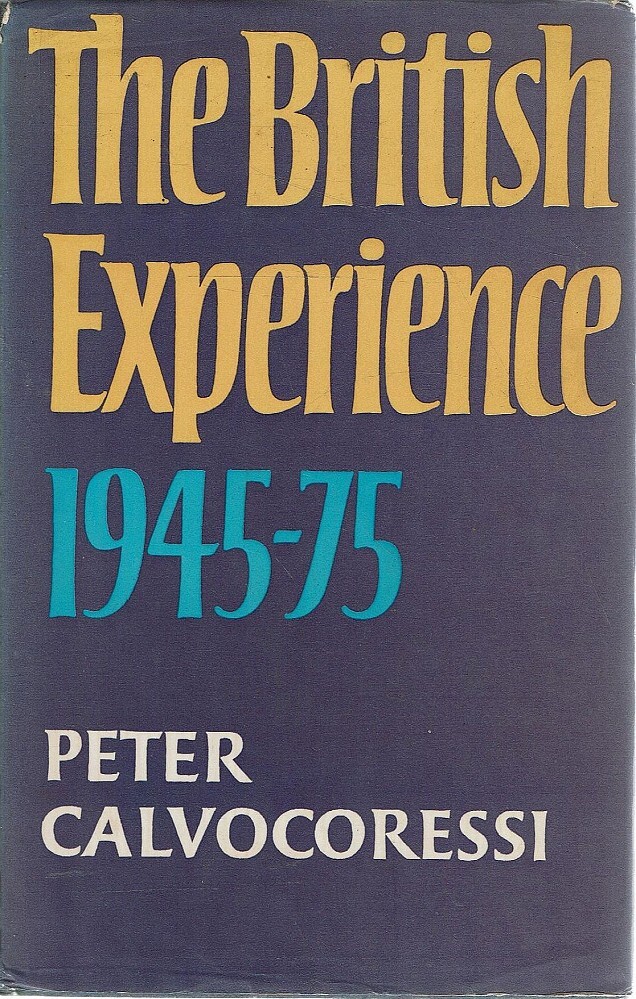 The British
Experience
1945-75
PETER
CALVOCORESSI